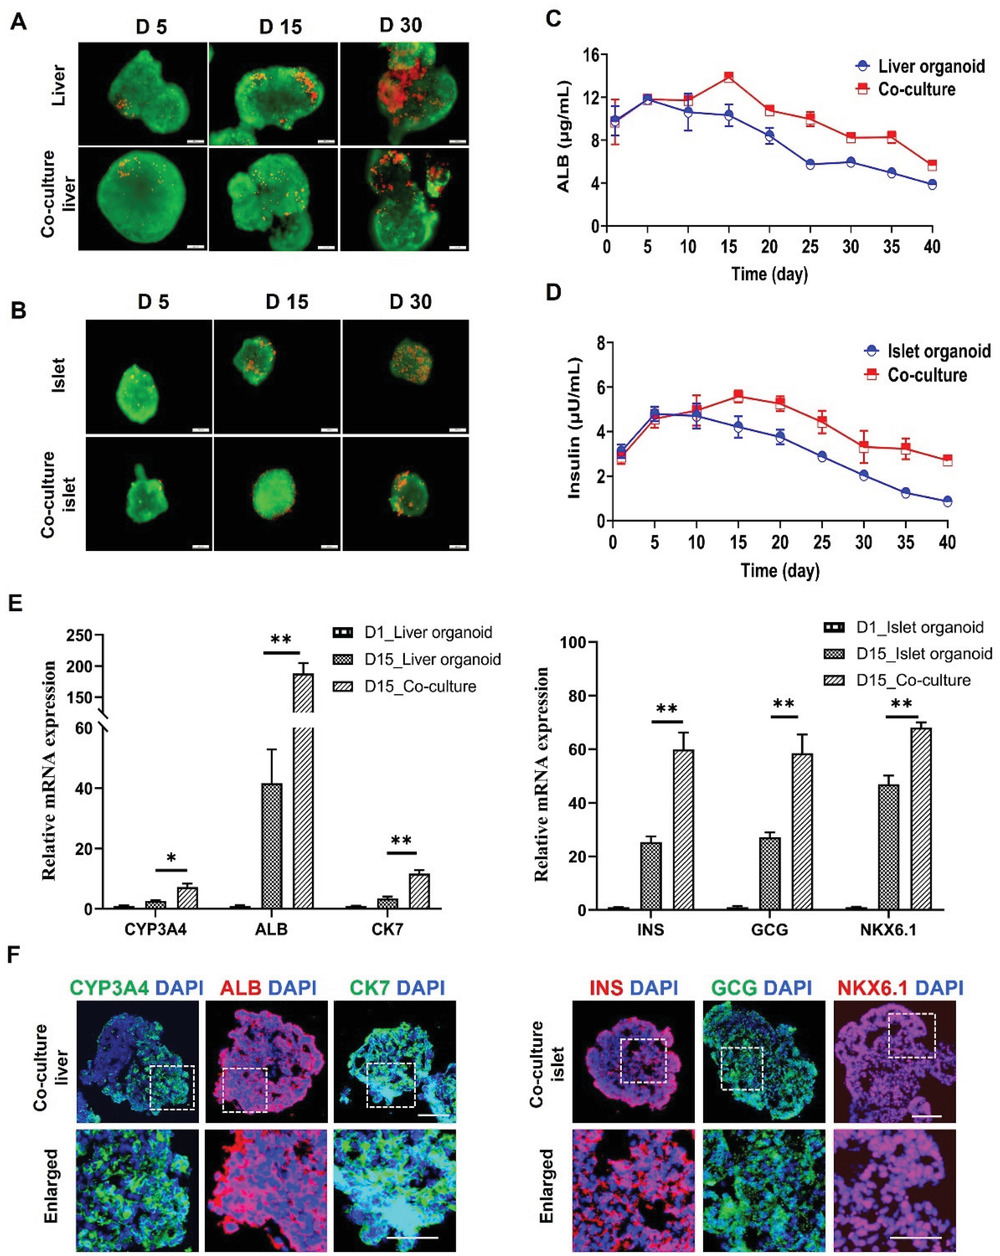 A
D 5
D 15
D 30
Liver
Co-culture
liver
B
D 5
D 15
D 30
Islet
Co-culture
islet
C
16
12
8
4
0
ALB (μg/mL)
Liver organoid
Co-culture
0
5
10
15
20
25
30
35
40
Time (day)
D
8
6
4
2
0
Insulin (μU/mL)
Islet organoid
Co-culture
0
5
10
15
20
25
30
35
40
Time (day)
E
250
200
150
60
40
20
0
Relative mRNA expression
D1_Liver organoid
D15_Liver organoid
D15_Co-culture
*
**
**
CYP3A4
ALB
CK7
100
80
60
40
20
0
Relative mRNA expression
D1_Islet organoid
D15_Islet organoid
D15_Co-culture
**
**
**
INS
GCG
NKX6.1
F
CYP3A4 DAPI
ALB DAPI
CK7 DAPI
Co-culture
liver
Enlarged
INS DAPI
GCG DAPI
NKX6.1 DAPI
Co-culture
islet
Enlarged